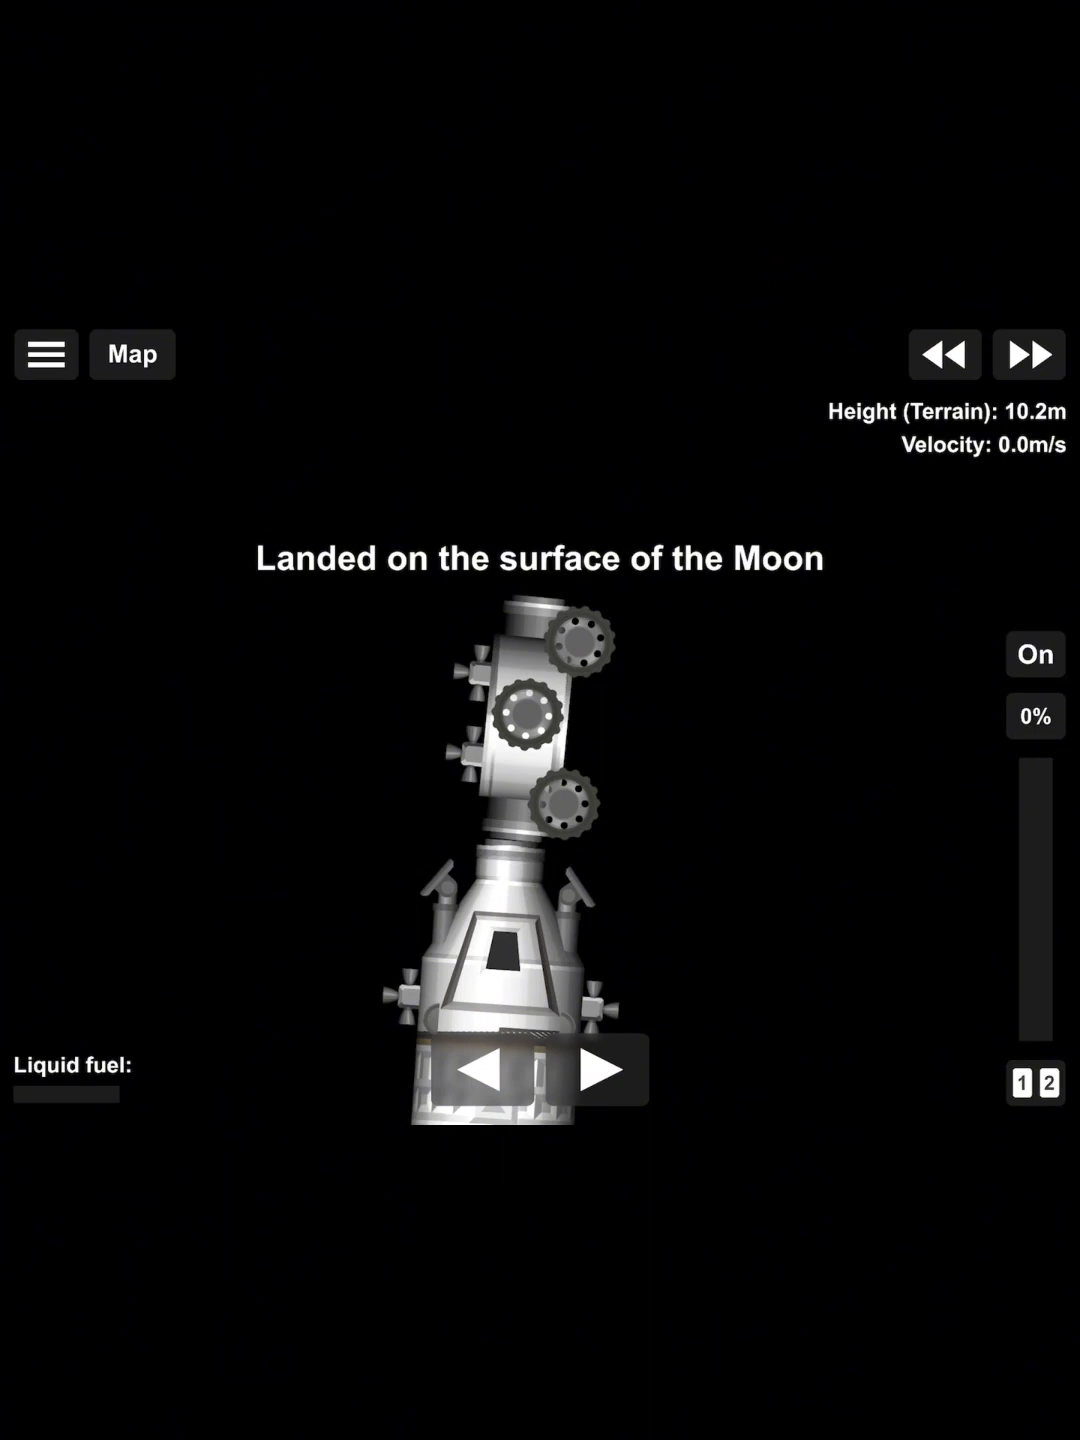 Map
Height (Terrain): 10.2m
Velocity: 0.0m/s
Landed on the surface of the Moon
On
0%
Liquid fuel:
1 2